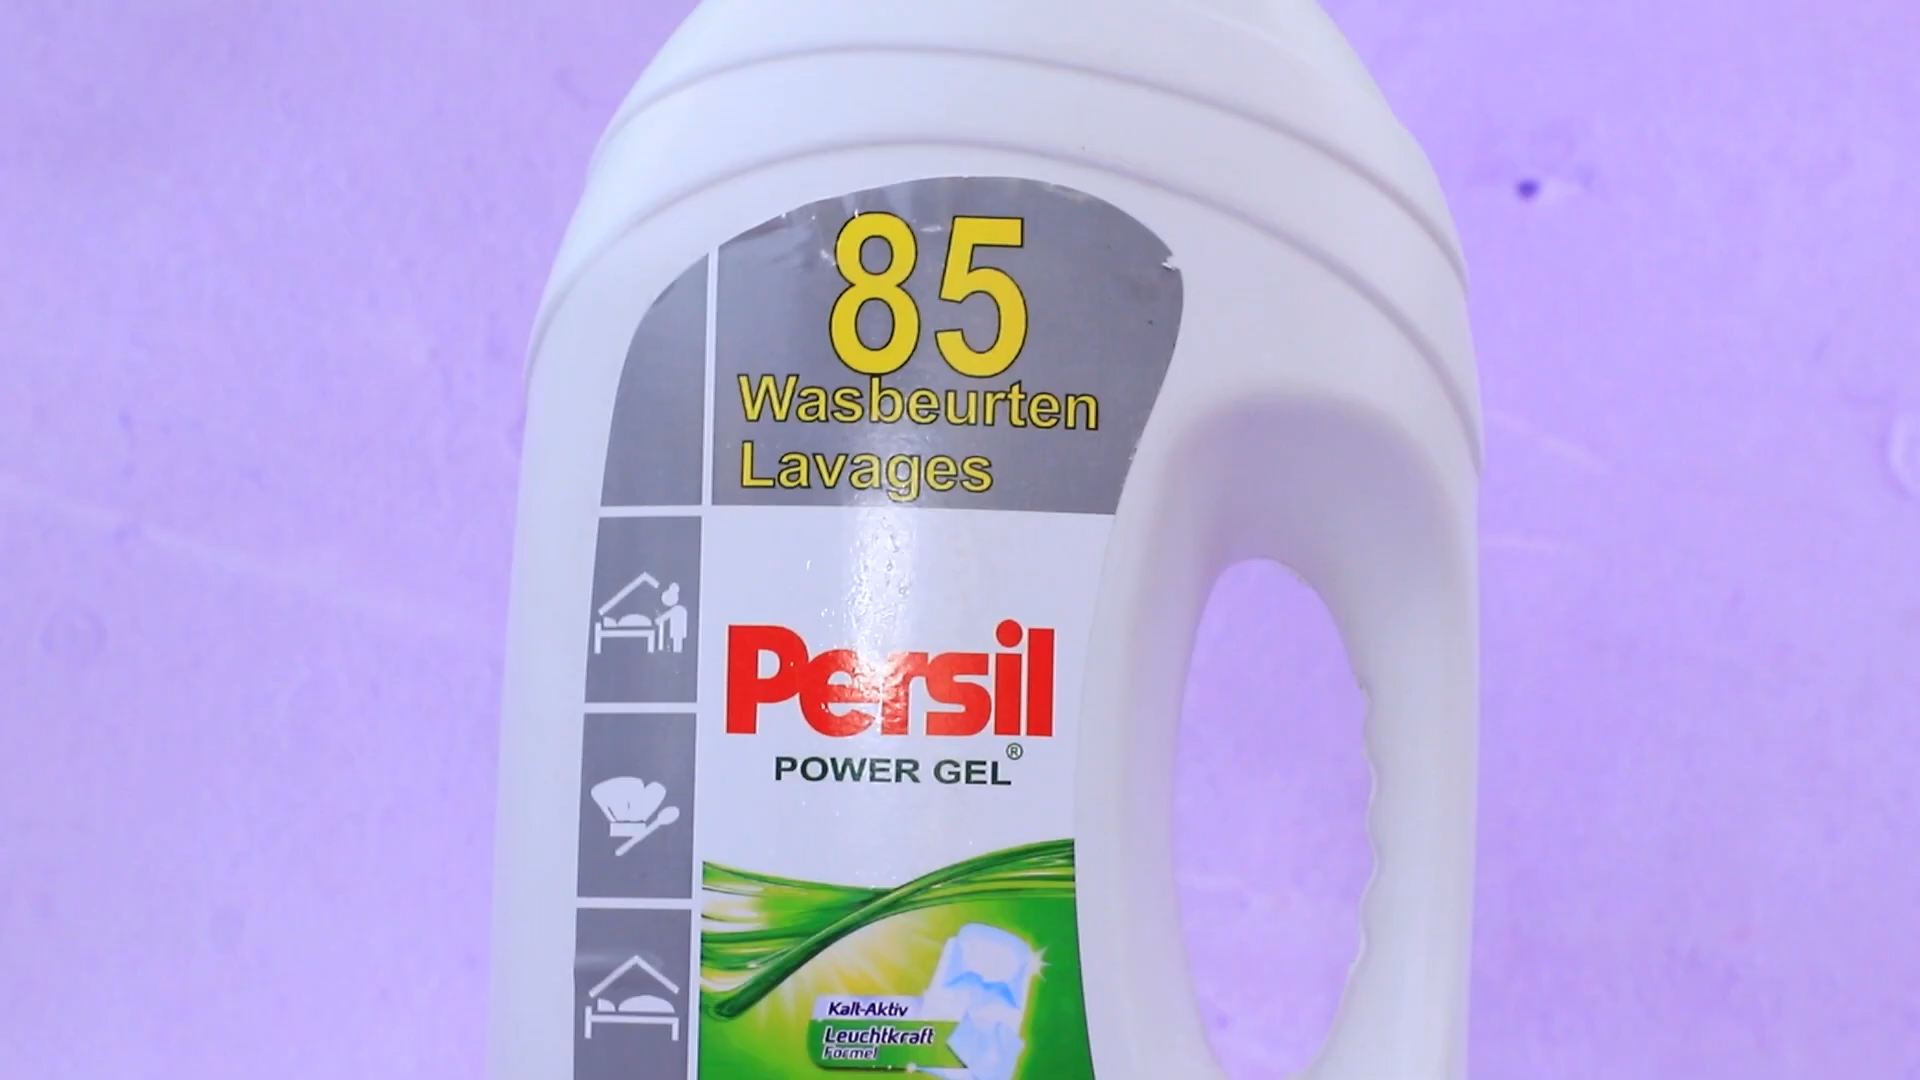 85
Wasbeurten
Lavages
Persil
POWER GEL®
Kalt-Aktiv
Leuchtkraft
Formel